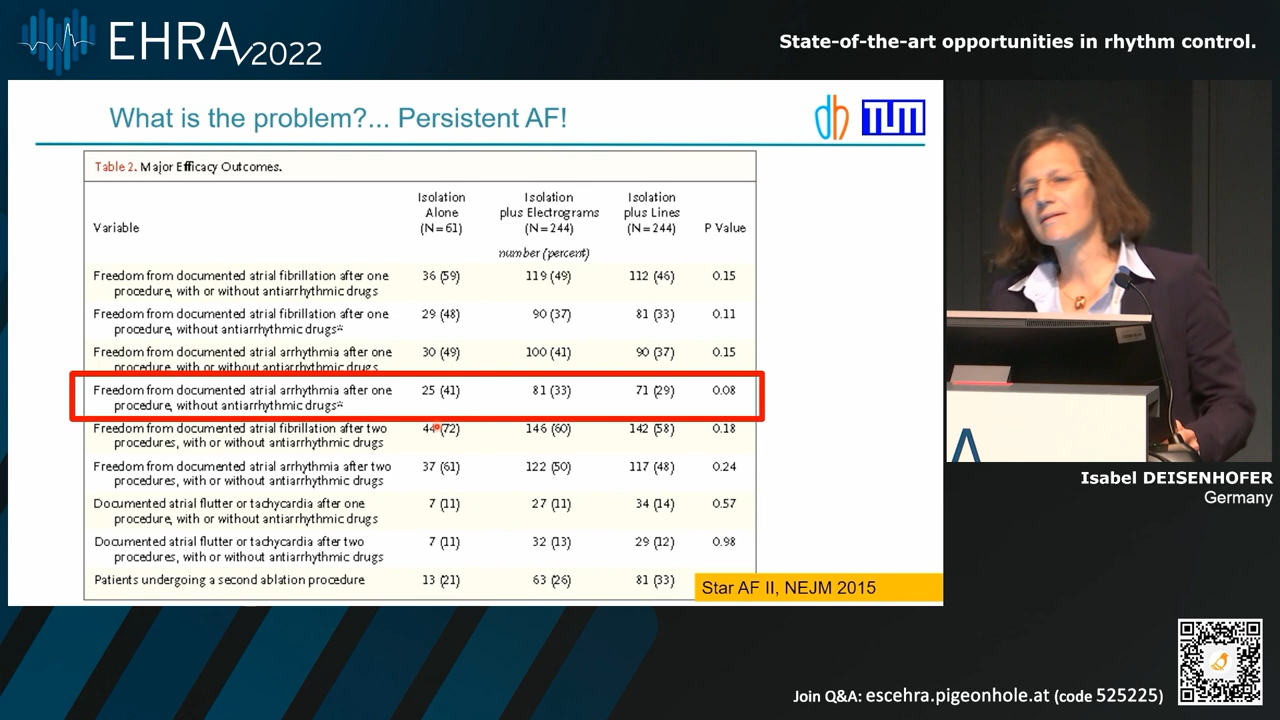 EHRA 2022
State-of-the-art opportunities in rhythm control.
What is the problem?... Persistent AF!
dh TUM
Table 2. Major Efficacy Outcomes.
Variable
Isolation
Alone
(N=61)
Isolation
plus Electrograms
(N=244)
Isolation
plus Lines
(N=244)
P Value
number (percent)
Freedom from documented atrial fibrillation after one 36 (59) 119 (49) 112 (46) 0.15
procedure, with or without antiarrhythmic drugs
Freedom from documented atrial fibrillation after one 29 (48) 90 (37) 81 (33) 0.11
procedure, without antiarrhythmic drugs*
Freedom from documented atrial arrhythmia after one 30 (49) 100 (41) 90 (37) 0.15
procedure, with or without antiarrhythmic drugs
Freedom from documented atrial arrhythmia after one 25 (41) 81 (33) 71 (29) 0.08
procedure, without antiarrhythmic drugs*
Freedom from documented atrial fibrillation after two 44 (72) 146 (60) 142 (58) 0.18
procedures, with or without antiarrhythmic drugs
Freedom from documented atrial arrhythmia after two 37 (61) 122 (50) 117 (48) 0.24
procedures, with or without antiarrhythmic drugs
Documented atrial flutter or tachycardia after one 7 (11) 27 (11) 34 (14) 0.57
procedure, with or without antiarrhythmic drugs
Documented atrial flutter or tachycardia after two 7 (11) 32 (13) 29 (12) 0.98
procedures, with or without antiarrhythmic drugs
Patients undergoing a second ablation procedure 13 (21) 63 (26) 81 (33)
Star AF II, NEJM 2015
Isabel DEISENHOFER
Germany
Join Q&A: escehra.pigeonhole.at (code 525225)